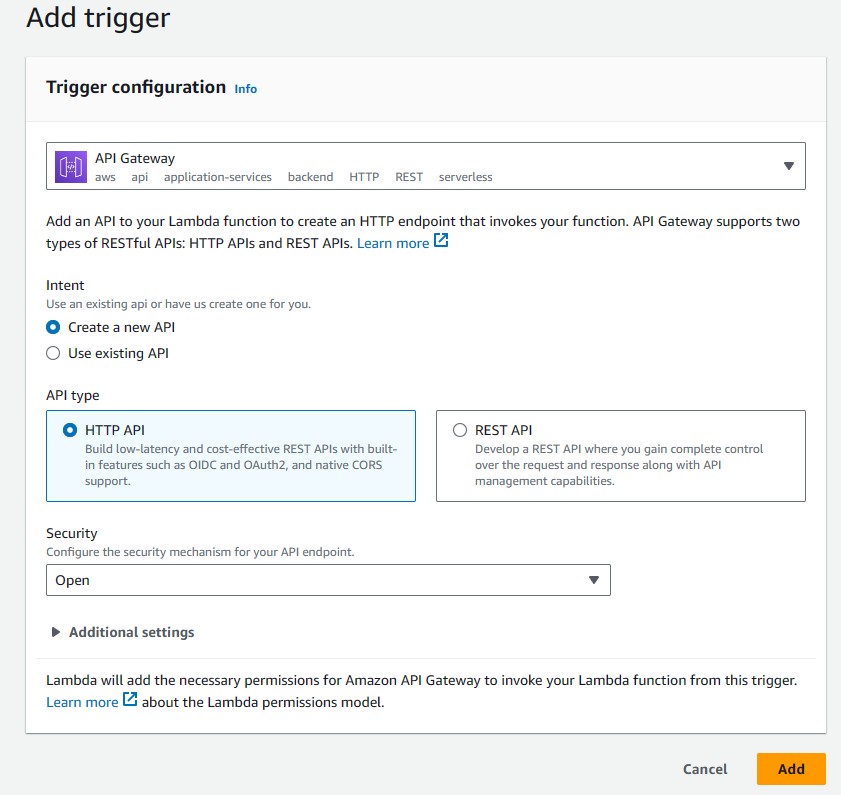 Add trigger
Trigger configuration Info
API Gateway
aws api application-services backend HTTP REST serverless
Add an API to your Lambda function to create an HTTP endpoint that invokes your function. API Gateway supports two
types of RESTful APIs: HTTP APIs and REST APIs. Learn more
Intent
Use an existing api or have us create one for you.
Create a new API
Use existing API
API type
HTTP API
Build low-latency and cost-effective REST APIs with built-
in features such as OIDC and OAuth2, and native CORS
support.
REST API
Develop a REST API where you gain complete control
over the request and response along with API
management capabilities.
Security
Configure the security mechanism for your API endpoint.
Open
Additional settings
Lambda will add the necessary permissions for Amazon API Gateway to invoke your Lambda function from this trigger.
Learn more about the Lambda permissions model.
Cancel Add